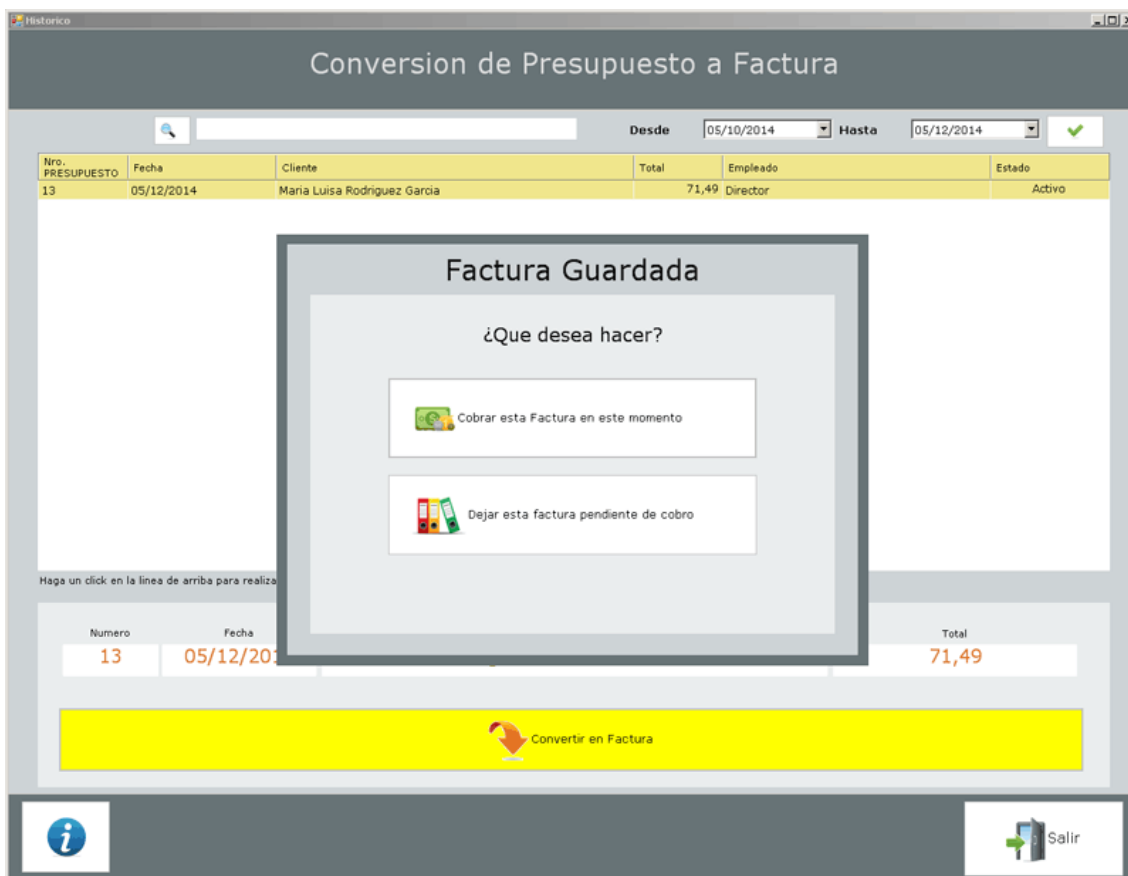 Historico
Conversion de Presupuesto a Factura
Desde 05/10/2014 Hasta 05/12/2014
Nro. PRESUPUESTO Fecha Cliente Total Empleado Estado
13 05/12/2014 Maria Luisa Rodriguez Garcia 71,49 Director Activo
Factura Guardada
¿Que desea hacer?
Cobrar esta Factura en este momento
Dejar esta factura pendiente de cobro
Haga un click en la linea de arriba para realiza
Numero Fecha Total
13 05/12/20 71,49
Convertir en Factura
Salir